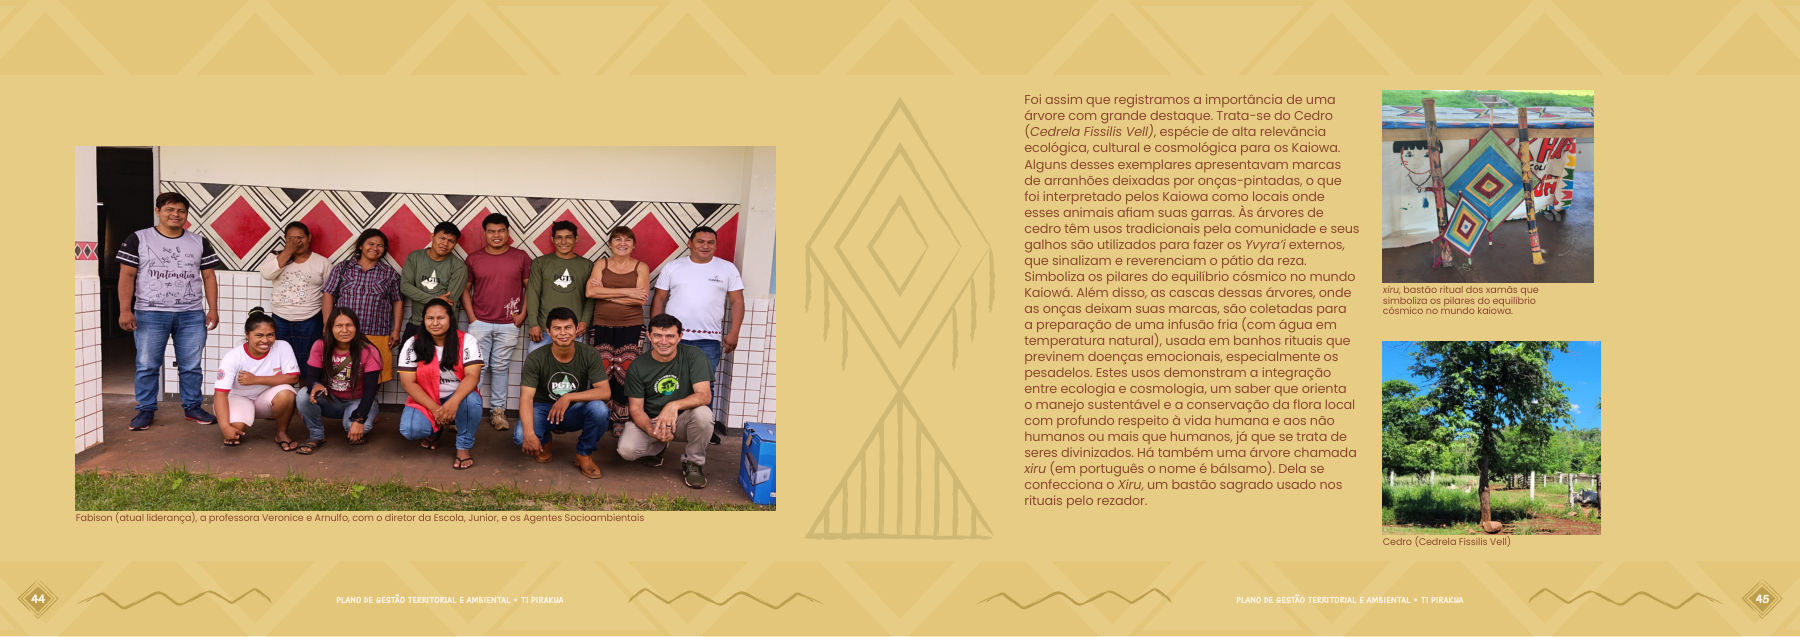 Matemática
PGTA
PGTA
PGTA
Fabison (atual liderança), a professora Veronice e Arnulfo, com o diretor da Escola, Junior, e os Agentes Socioambientais
44
PLANO DE GESTÃO TERRITORIAL E AMBIENTAL • TI PIRAKUA
Foi assim que registramos a importância de uma
árvore com grande destaque. Trata-se do Cedro
(Cedrela Fissilis Vell), espécie de alta relevância
ecológica, cultural e cosmológica para os Kaiowa.
Alguns desses exemplares apresentavam marcas
de arranhões deixadas por onças-pintadas, o que
foi interpretado pelos Kaiowa como locais onde
esses animais afiam suas garras. Às árvores de
cedro têm usos tradicionais pela comunidade e seus
galhos são utilizados para fazer os Yvyra’i externos,
que sinalizam e reverenciam o pátio da reza.
Simboliza os pilares do equilíbrio cósmico no mundo
Kaiowá. Além disso, as cascas dessas árvores, onde
as onças deixam suas marcas, são coletadas para
a preparação de uma infusão fria (com água em
temperatura natural), usada em banhos rituais que
previnem doenças emocionais, especialmente os
pesadelos. Estes usos demonstram a integração
entre ecologia e cosmologia, um saber que orienta
o manejo sustentável e a conservação da flora local
com profundo respeito à vida humana e aos não
humanos ou mais que humanos, já que se trata de
seres divinizados. Há também uma árvore chamada
xiru (em português o nome é bálsamo). Dela se
confecciona o Xiru, um bastão sagrado usado nos
rituais pelo rezador.
xiru, bastão ritual dos xamãs que
simboliza os pilares do equilíbrio
cósmico no mundo kaiowa.
Cedro (Cedrela Fissilis Vell)
PLANO DE GESTÃO TERRITORIAL E AMBIENTAL • TI PIRAKUA
45